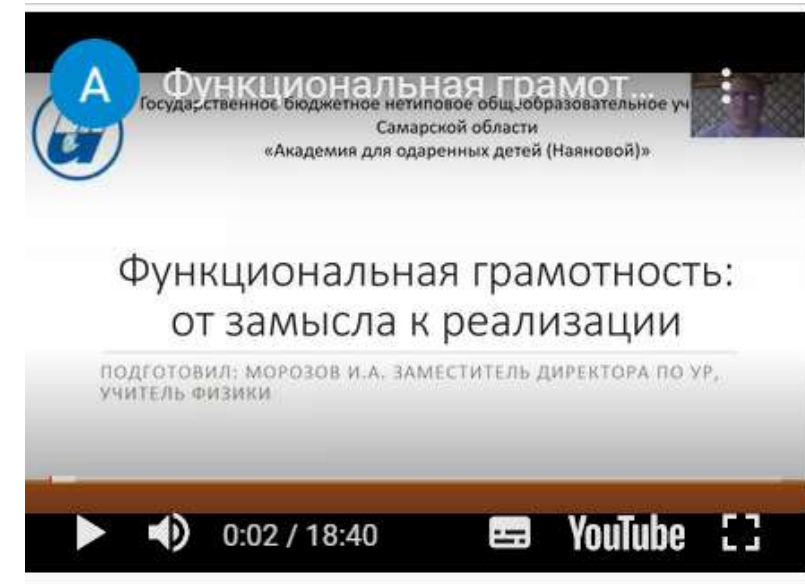 А Функциональная грамот...
Государственное бюджетное нетиповое общеобразовательное уч
Самарской области
«Академия для одаренных детей (Наяновой)»
Функциональная грамотность:
от замысла к реализации
ПОДГОТОВИЛ: МОРОЗОВ И.А. ЗАМЕСТИТЕЛЬ ДИРЕКТОРА ПО УР,
УЧИТЕЛЬ ФИЗИКИ
0:02 / 18:40 YouTube